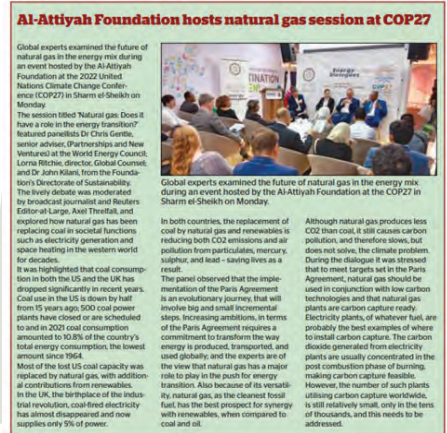 Al-Attiyah Foundation hosts natural gas session at COP27
Global experts examined the future of
natural gas in the energy mix during
an event hosted by the Al-Attiyah
Foundation at the 2022 United
Nations Climate Change Confer-
ence (COP27) in Sharm el-Sheikh on
Monday.
The session titled 'Natural gas: Does it
have a role in the energy transition?'
featured panellists Dr Chris Gentle,
senior adviser, (Partnerships and New
Ventures) at the World Energy Council;
Lorna Ritchie, director, Global Counsel;
and Dr John Kilani, from the Founda-
tion's Directorate of Sustainability.
The lively debate was moderated
by broadcast journalist and Reuters
Editor-at-Large, Axel Threlfall, and
explored how natural gas has been
replacing coal in societal functions
such as electricity generation and
space heating in the western world
for decades.
It was highlighted that coal consump-
tion in both the US and the UK has
dropped significantly in recent years.
Coal use in the US is down by half
from 15 years ago; 500 coal power
plants have closed or are scheduled
to and in 2021 coal consumption
amounted to 10.8% of the country's
total energy consumption, the lowest
amount since 1964.
Most of the lost US coal capacity was
replaced by natural gas, with addition-
al contributions from renewables.
In the UK, the birthplace of the indus-
trial revolution, coal-fired electricity
has almost disappeared and now
supplies only 5% of power.
Global experts examined the future of natural gas in the energy mix
during an event hosted by the Al-Attiyah Foundation at the COP27 in
Sharm el-Sheikh on Monday.
In both countries, the replacement of
coal by natural gas and renewables is
reducing both CO2 emissions and air
pollution from particulates, mercury,
sulphur, and lead – saving lives as a
result.
The panel observed that the imple-
mentation of the Paris Agreement
is an evolutionary journey, that will
involve big and small incremental
steps. Increasing ambitions, in terms
of the Paris Agreement requires a
commitment to transform the way
energy is produced, transported, and
used globally; and the experts are of
the view that natural gas has a major
role to play in the push for energy
transition. Also because of its versatil-
ity, natural gas, as the cleanest fossil
fuel, has the best prospect for synergy
with renewables, when compared to
coal and oil.
Although natural gas produces less
CO2 than coal, it still causes carbon
pollution, and therefore slows, but
does not solve, the climate problem.
During the dialogue it was stressed
that to meet targets set in the Paris
Agreement, natural gas should be
used in conjunction with low carbon
technologies and that natural gas
plants are carbon capture ready.
Electricity plants, of whatever fuel, are
probably the best examples of where
to install carbon capture. The carbon
dioxide generated from electricity
plants are usually concentrated in the
post combustion phase of burning,
making carbon capture feasible.
However, the number of such plants
utilising carbon capture worldwide,
is still relatively small, only in the tens
of thousands, and this needs to be
addressed.